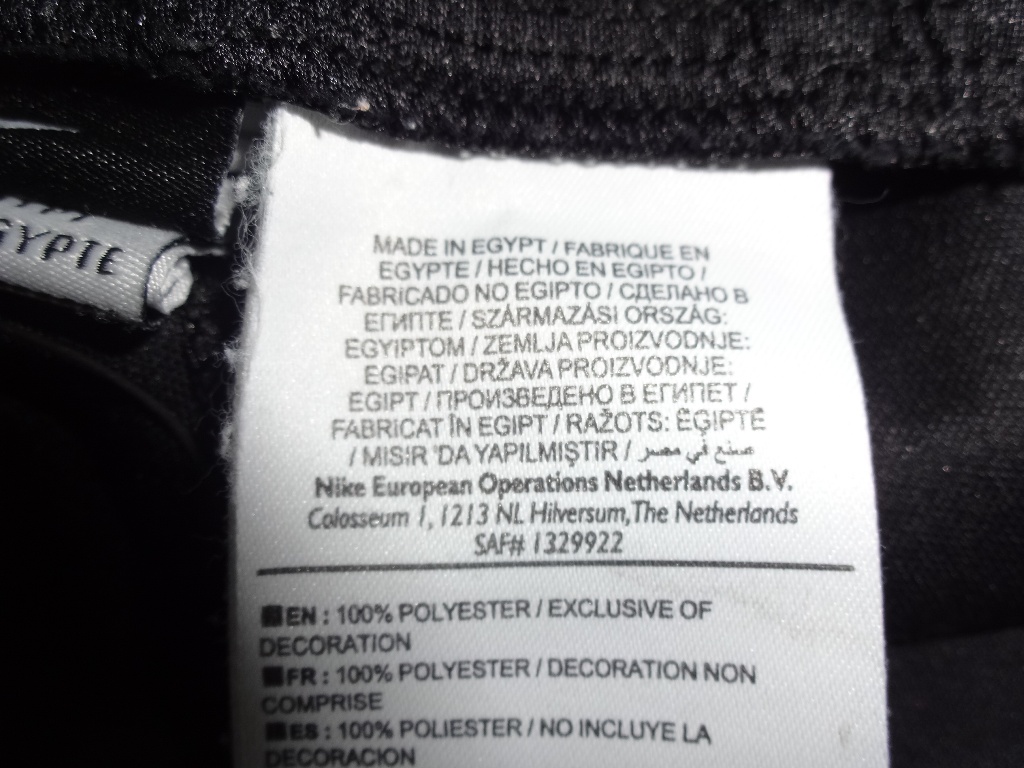 GYPTE
MADE IN EGYPT / FABRIQUE EN
EGYPTE / HECHO EN EGIPTO /
FABRICADO NO EGIPTO / СДЕЛАНО В
ЕГИПТЕ / SZÁRMAZÁSI ORSZÁG:
EGYIPTOM / ZEMLJA PROIZVODNJE:
EGIPAT / DRŽAVA PROIZVODNJE:
EGIPT / ПРОИЗВЕДЕНО В ЕГИПЕТ /
FABRICAT ÎN EGIPT / RAŽOTS: ĒĢIPTĒ
/ MISIR 'DA YAPILMIŞTIR / صنع في مصر
Nike European Operations Netherlands B.V.
Colosseum 1, 1213 NL Hilversum, The Netherlands
SAF# 1329922
EN : 100% POLYESTER / EXCLUSIVE OF
DECORATION
FR : 100% POLYESTER / DECORATION NON
COMPRISE
ES : 100% POLIESTER / NO INCLUYE LA
DECORACION